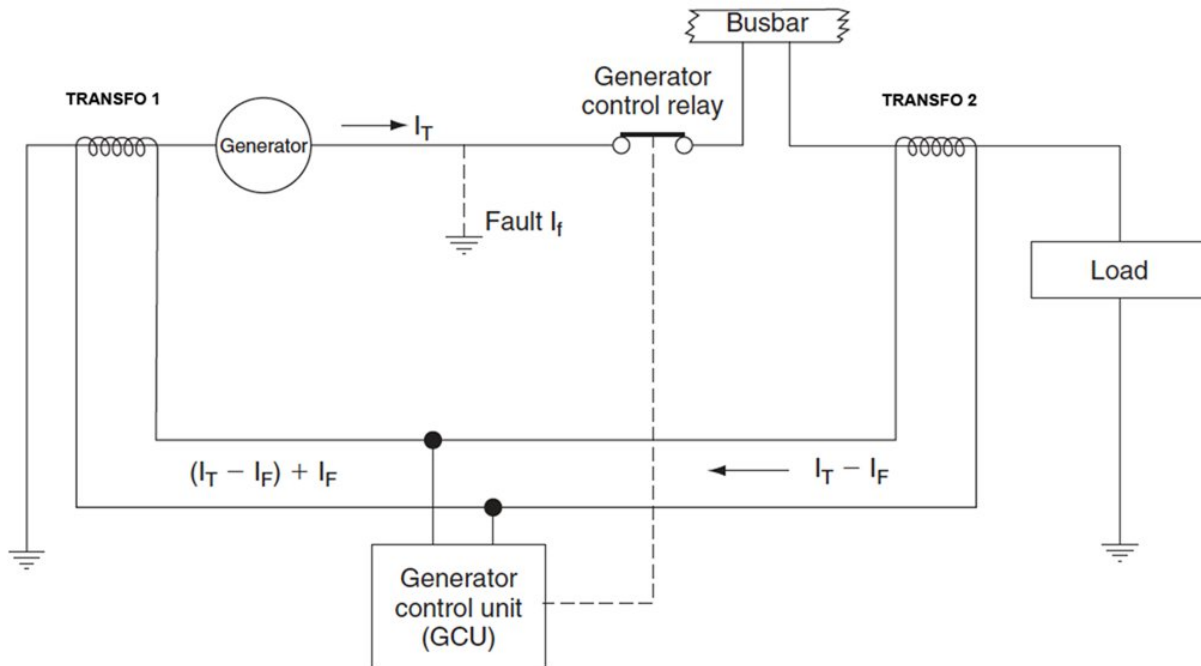 Busbar
Generator
control relay
TRANSFO 1
TRANSFO 2
Generator
I_T
Fault I_f
Load
(I_T − I_F) + I_F
I_T − I_F
Generator
control unit
(GCU)